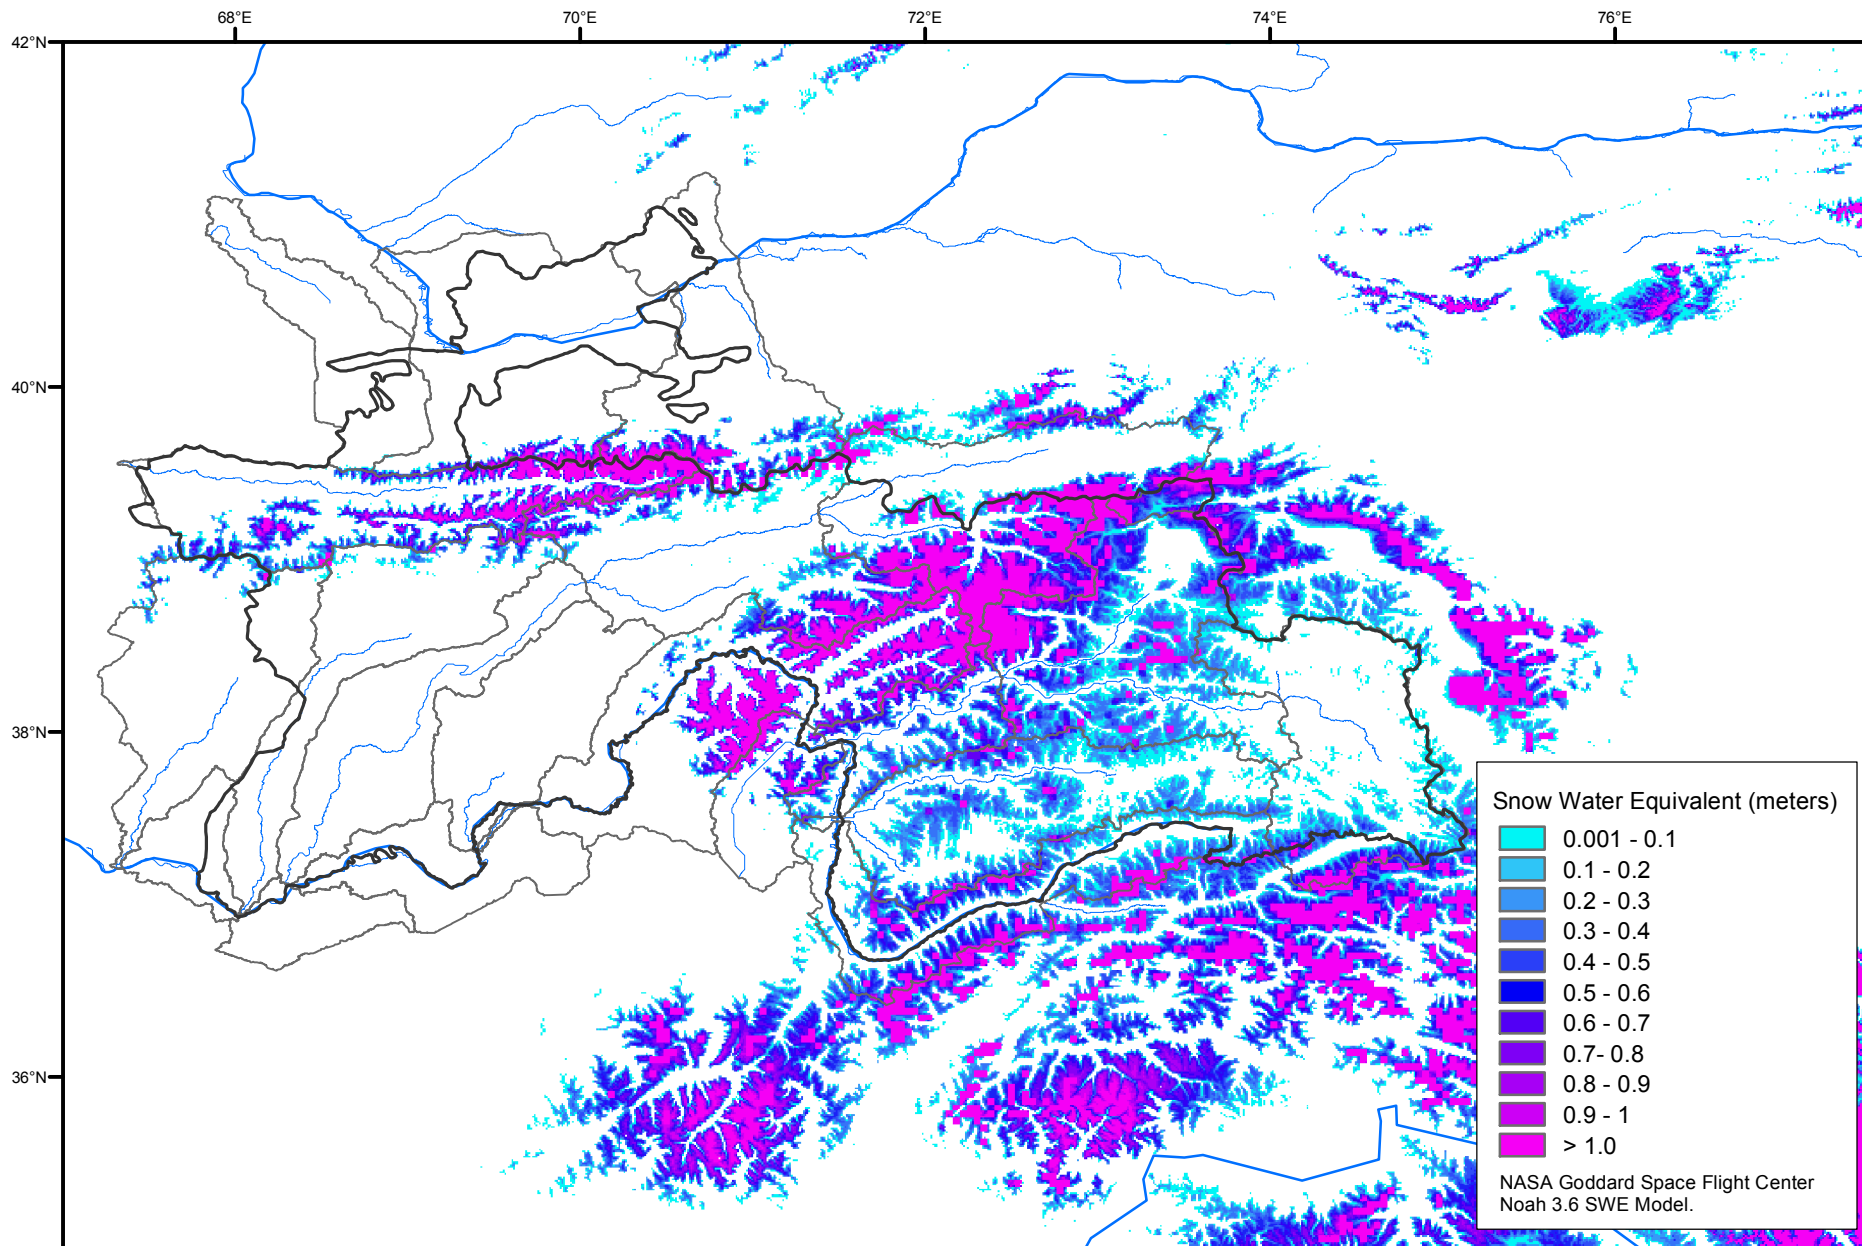 68°E 70°E 72°E 74°E 76°E
42°N
40°N
38°N
36°N
Snow Water Equivalent (meters)
0.001 - 0.1
0.1 - 0.2
0.2 - 0.3
0.3 - 0.4
0.4 - 0.5
0.5 - 0.6
0.6 - 0.7
0.7- 0.8
0.8 - 0.9
0.9 - 1
> 1.0
NASA Goddard Space Flight Center
Noah 3.6 SWE Model.